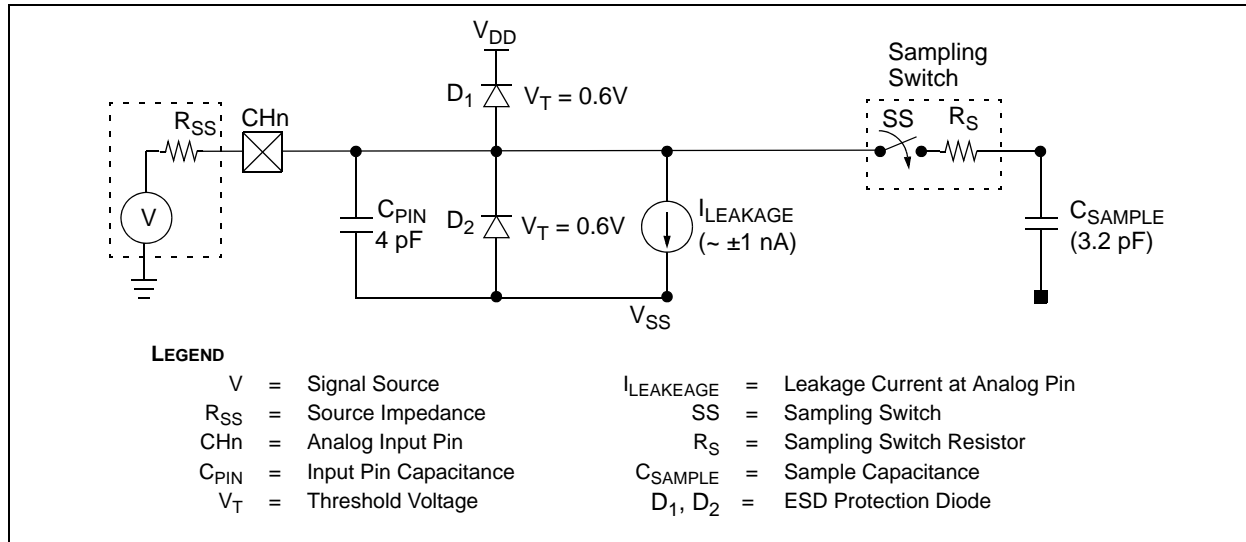 VDD
Sampling
Switch
D1
VT = 0.6V
CHn
RSS
SS
RS
V
CPIN
4 pF
D2
VT = 0.6V
ILEAKAGE
(~ ±1 nA)
CSAMPLE
(3.2 pF)
VSS
LEGEND
V = Signal Source
RSS = Source Impedance
CHn = Analog Input Pin
CPIN = Input Pin Capacitance
VT = Threshold Voltage
ILEAKEAGE = Leakage Current at Analog Pin
SS = Sampling Switch
RS = Sampling Switch Resistor
CSAMPLE = Sample Capacitance
D1, D2 = ESD Protection Diode